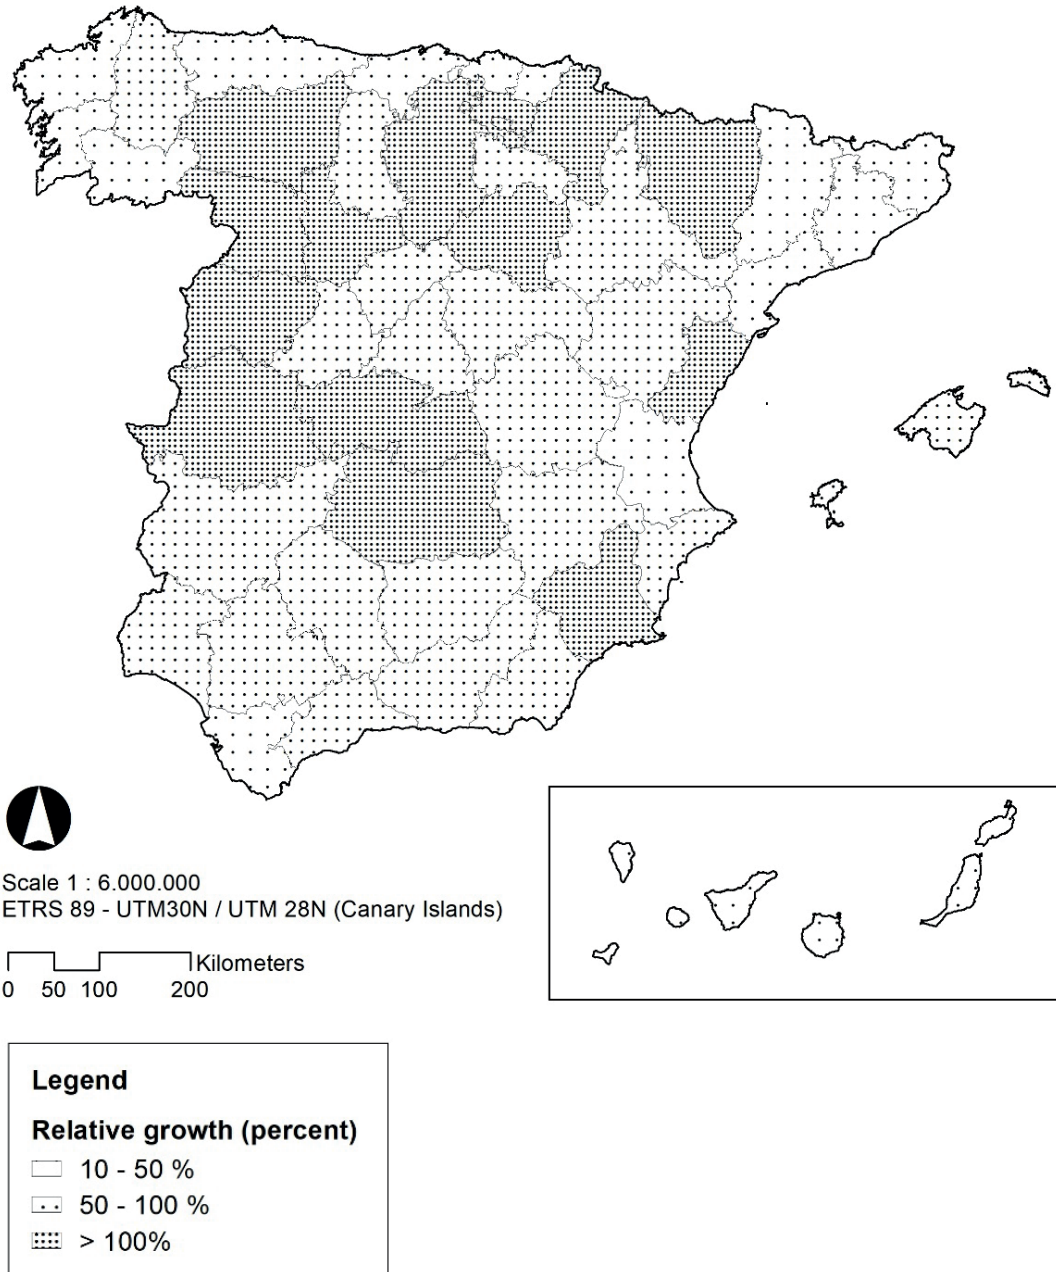 Scale 1 : 6.000.000
ETRS 89 - UTM30N / UTM 28N (Canary Islands)
Kilometers
0 50 100 200
Legend
Relative growth (percent)
10 - 50 %
50 - 100 %
> 100%